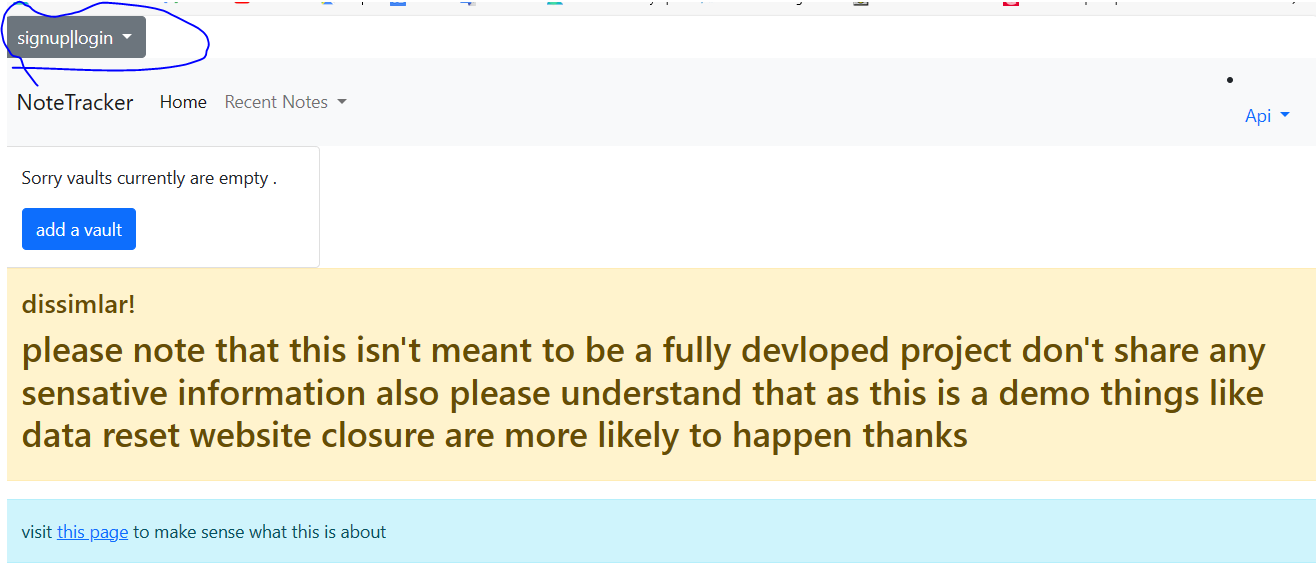 signup|login
NoteTracker Home Recent Notes
Api
Sorry vaults currently are empty .
add a vault
dissimlar!
please note that this isn't meant to be a fully devloped project don't share any
sensative information also please understand that as this is a demo things like
data reset website closure are more likely to happen thanks
visit this page to make sense what this is about